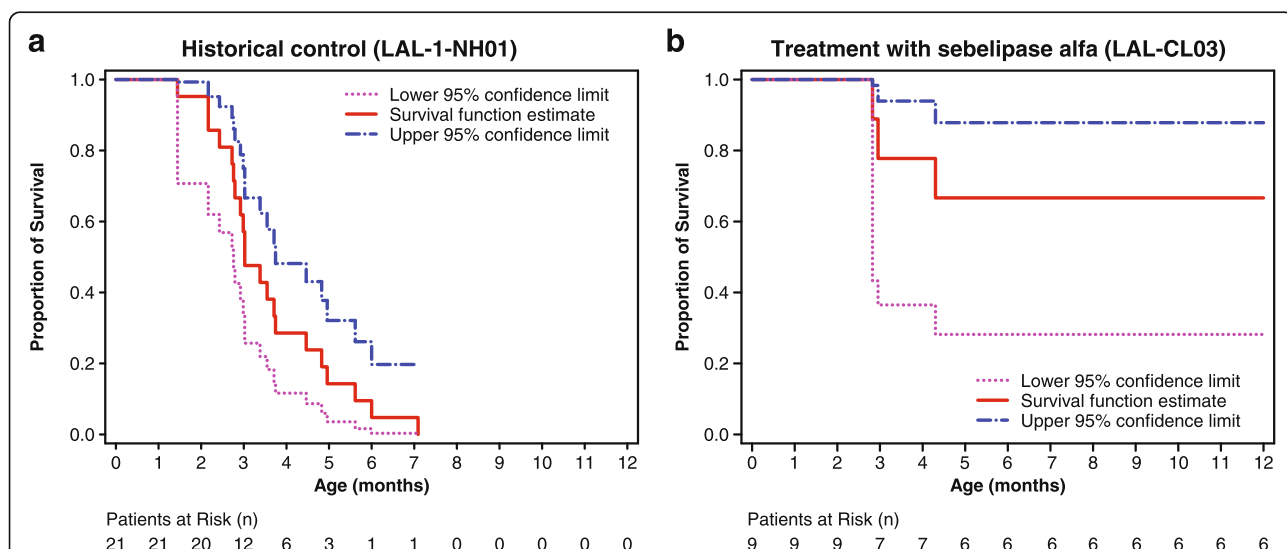 a
Historical control (LAL-1-NH01)
Proportion of Survival
1.0
0.8
0.6
0.4
0.2
0.0
Lower 95% confidence limit
Survival function estimate
Upper 95% confidence limit
0 1 2 3 4 5 6 7 8 9 10 11 12
Age (months)
Patients at Risk (n)
21 21 20 12 6 3 1 1 0 0 0 0 0
b
Treatment with sebelipase alfa (LAL-CL03)
Proportion of Survival
1.0
0.8
0.6
0.4
0.2
0.0
Lower 95% confidence limit
Survival function estimate
Upper 95% confidence limit
0 1 2 3 4 5 6 7 8 9 10 11 12
Age (months)
Patients at Risk (n)
9 9 9 7 7 6 6 6 6 6 6 6 6